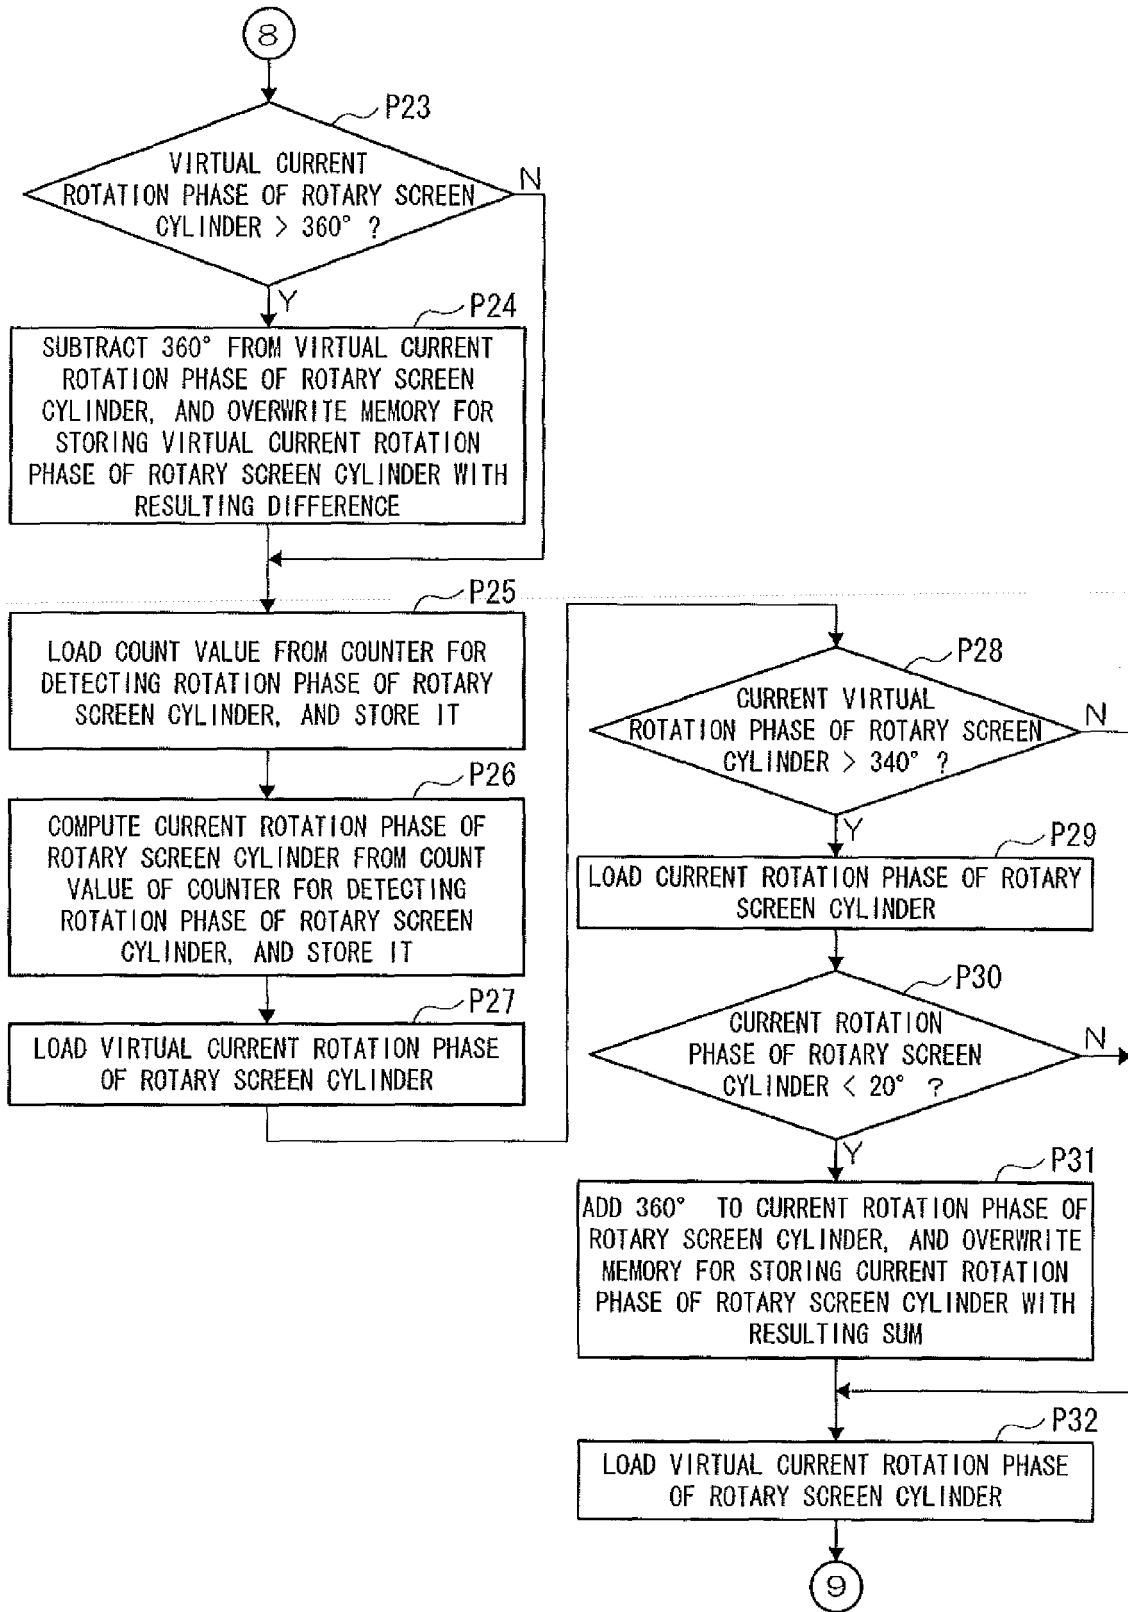 8
P23
VIRTUAL CURRENT
ROTATION PHASE OF ROTARY SCREEN
CYLINDER > 360° ?
N
Y
P24
SUBTRACT 360° FROM VIRTUAL CURRENT
ROTATION PHASE OF ROTARY SCREEN
CYLINDER, AND OVERWRITE MEMORY FOR
STORING VIRTUAL CURRENT ROTATION
PHASE OF ROTARY SCREEN CYLINDER WITH
RESULTING DIFFERENCE
P25
LOAD COUNT VALUE FROM COUNTER FOR
DETECTING ROTATION PHASE OF ROTARY
SCREEN CYLINDER, AND STORE IT
P26
COMPUTE CURRENT ROTATION PHASE OF
ROTARY SCREEN CYLINDER FROM COUNT
VALUE OF COUNTER FOR DETECTING
ROTATION PHASE OF ROTARY SCREEN
CYLINDER, AND STORE IT
P27
LOAD VIRTUAL CURRENT ROTATION PHASE
OF ROTARY SCREEN CYLINDER
P28
CURRENT VIRTUAL
ROTATION PHASE OF ROTARY SCREEN
CYLINDER > 340° ?
N
Y
P29
LOAD CURRENT ROTATION PHASE OF ROTARY
SCREEN CYLINDER
P30
CURRENT ROTATION
PHASE OF ROTARY SCREEN
CYLINDER < 20° ?
N
Y
P31
ADD 360° TO CURRENT ROTATION PHASE OF
ROTARY SCREEN CYLINDER, AND OVERWRITE
MEMORY FOR STORING CURRENT ROTATION
PHASE OF ROTARY SCREEN CYLINDER WITH
RESULTING SUM
P32
LOAD VIRTUAL CURRENT ROTATION PHASE
OF ROTARY SCREEN CYLINDER
9